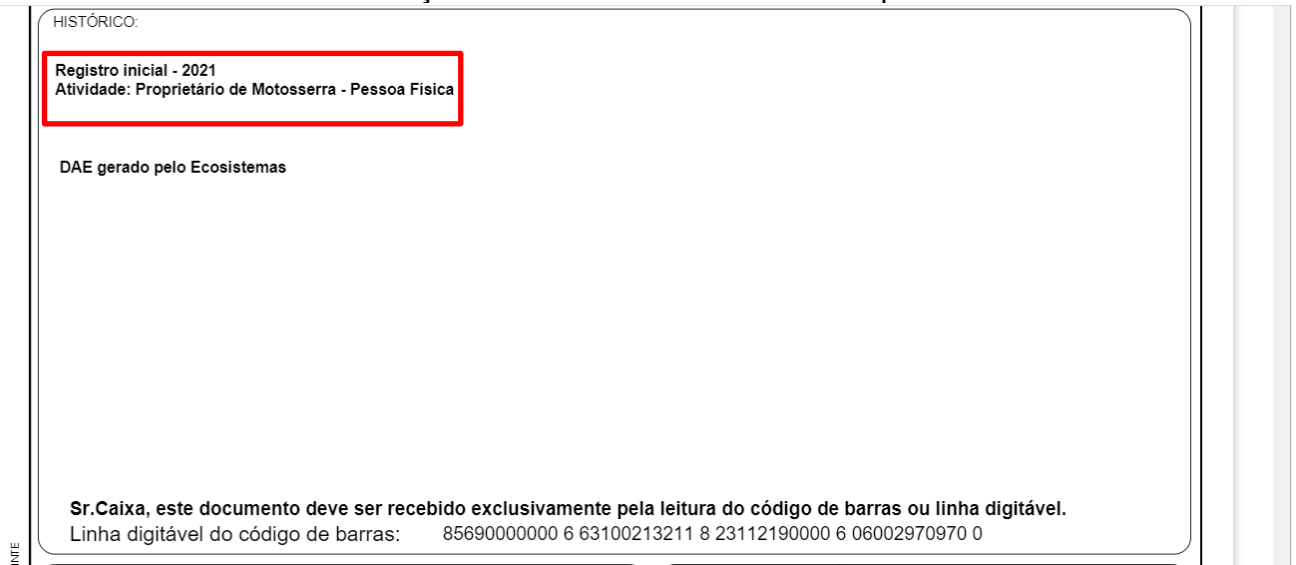 HISTÓRICO:
Registro inicial - 2021
Atividade: Proprietário de Motosserra - Pessoa Física
DAE gerado pelo Ecosistemas
Sr.Caixa, este documento deve ser recebido exclusivamente pela leitura do código de barras ou linha digitável.
Linha digitável do código de barras: 85690000000 6 63100213211 8 23112190000 6 06002970970 0